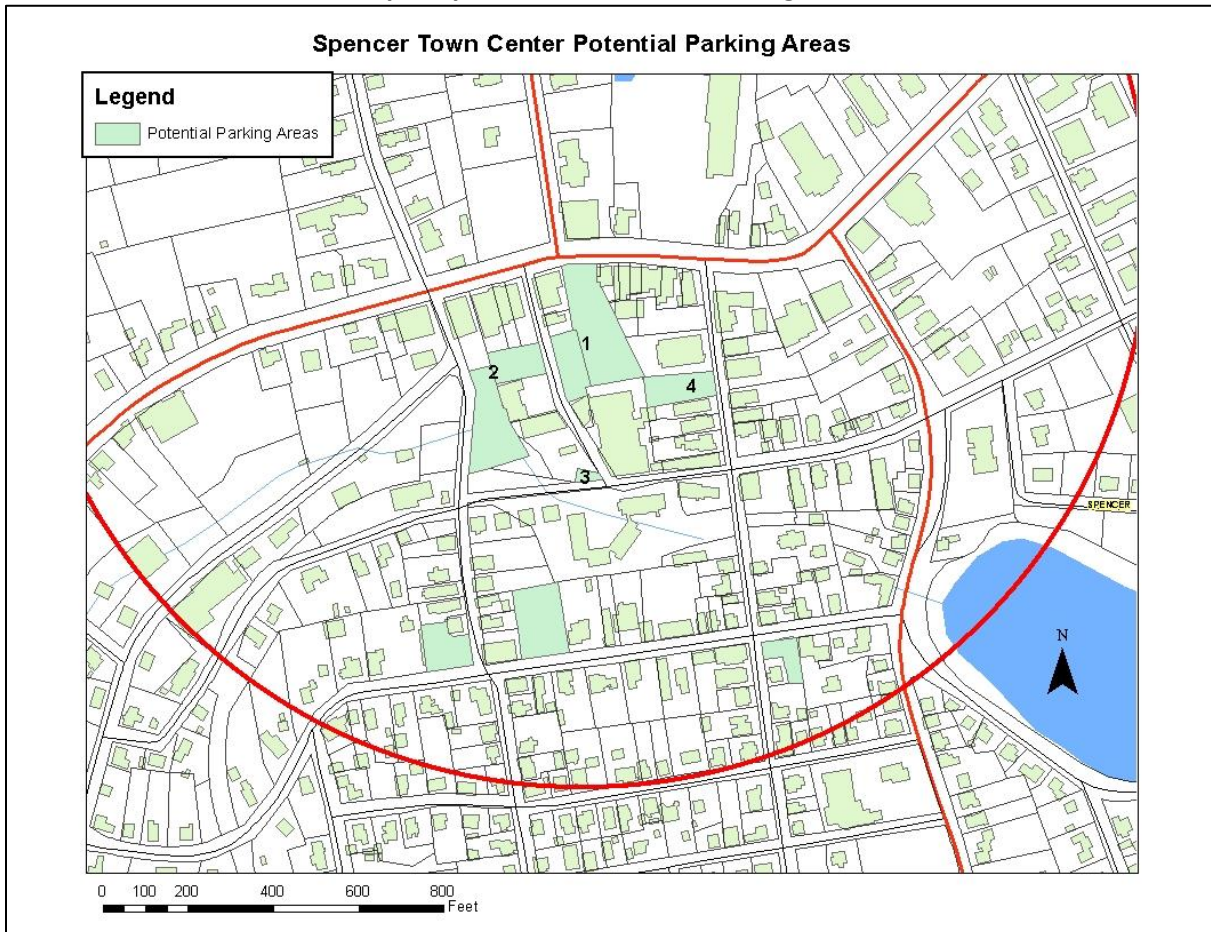 Spencer Town Center Potential Parking Areas
Legend
Potential Parking Areas
1
2
4
3
SPENCER
N
0 100 200 400 600 800
Feet